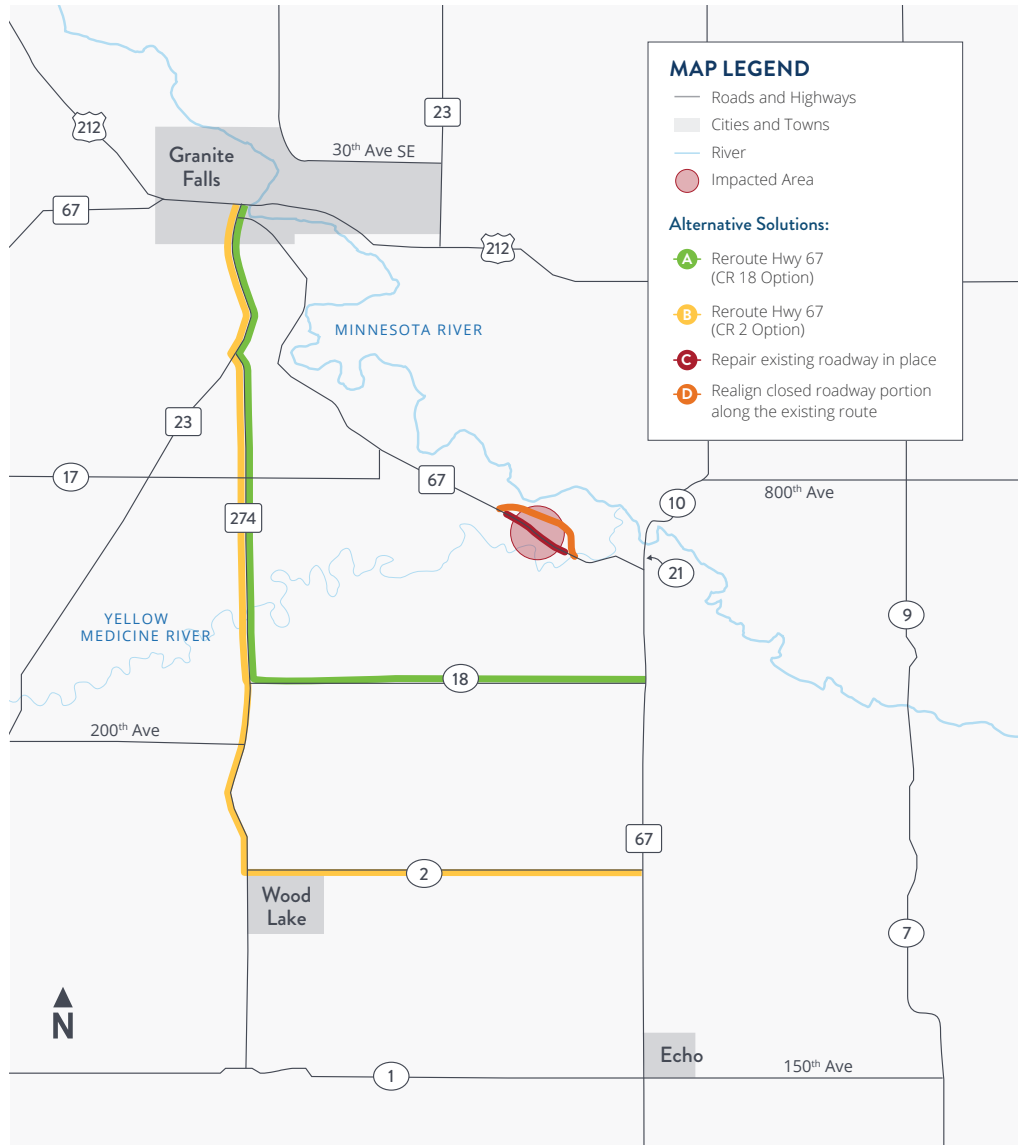 MAP LEGEND
Roads and Highways
Cities and Towns
River
Impacted Area
Alternative Solutions:
A Reroute Hwy 67
(CR 18 Option)
B Reroute Hwy 67
(CR 2 Option)
C Repair existing roadway in place
D Realign closed roadway portion
along the existing route
23
212
30th Ave SE
Granite
Falls
67
212
MINNESOTA RIVER
23
17
67
800th Ave
10
274
21
YELLOW
MEDICINE RIVER
9
18
200th Ave
67
2
Wood
Lake
7
N
Echo
150th Ave
1